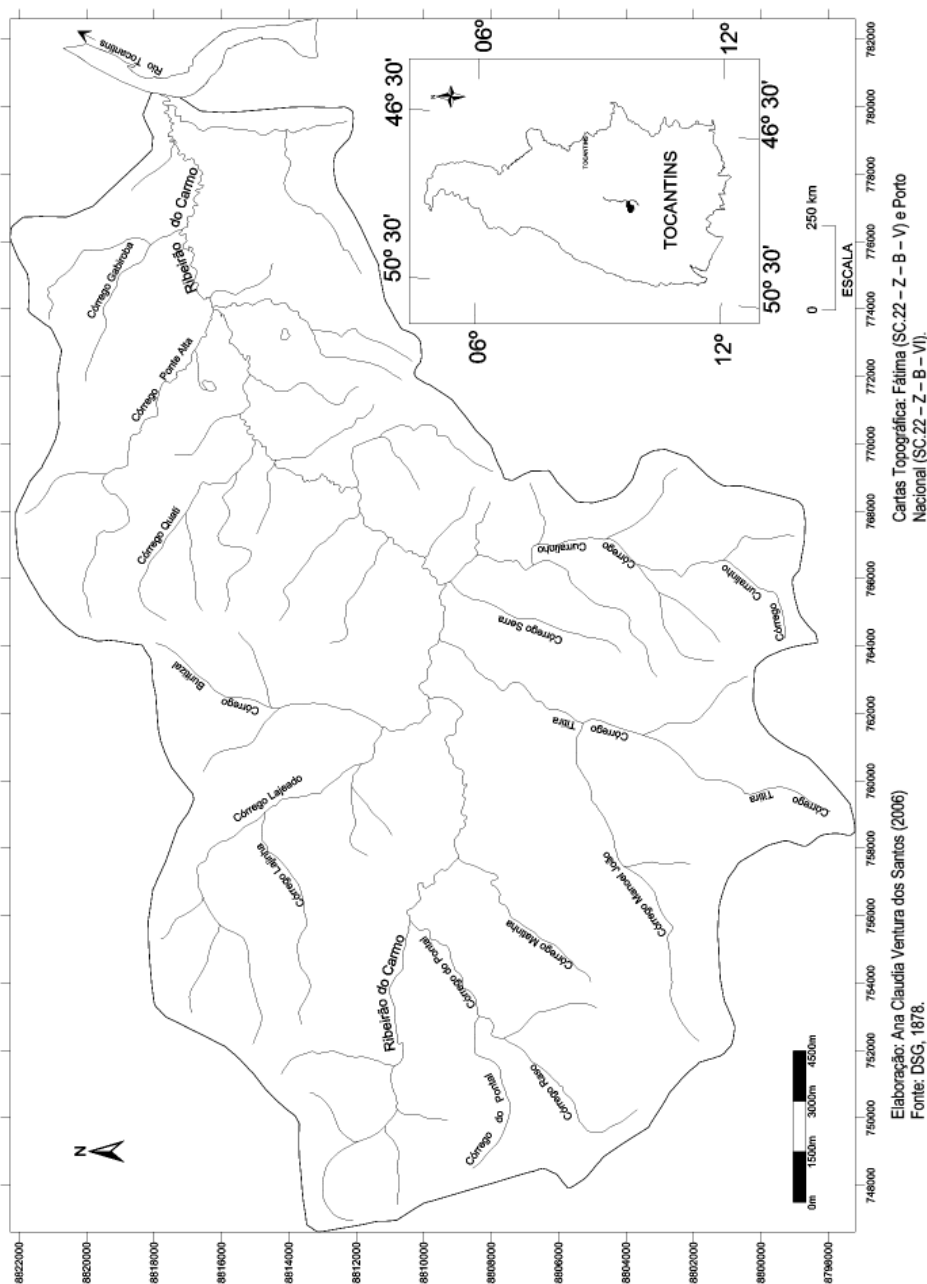 Rio Tocantins
Ribeirão do Carmo
Córrego Gabiroba
Córrego Ponte Alta
Córrego Quati
Córrego Buritizal
Córrego Lajeado
Córrego Lajinha
Ribeirão do Carmo
Córrego do Pontal
Córrego do Pontal
Córrego Raso
Córrego Matinha
Córrego Manoel João
Córrego Titira
Córrego Titira
Córrego Serra
Córrego Curralinho
Córrego Curralinho
N
0m 1500m 3000m 4500m
50º 30' 46º 30'
06º 06º
TOCANTINS
TOCANTINS
12º 12º
50º 30' 46º 30'
0 250 km
ESCALA
8822000
8820000
8818000
8816000
8814000
8812000
8810000
8808000
8806000
8804000
8802000
8800000
8798000
748000 750000 752000 754000 756000 758000 760000 762000 764000 766000 768000 770000 772000 774000 776000 778000 780000 782000
Elaboração: Ana Claudia Ventura dos Santos (2006)
Fonte: DSG, 1878.
Cartas Topográfica: Fátima (SC.22 – Z – B – V) e Porto
Nacional (SC.22 – Z – B – VI).